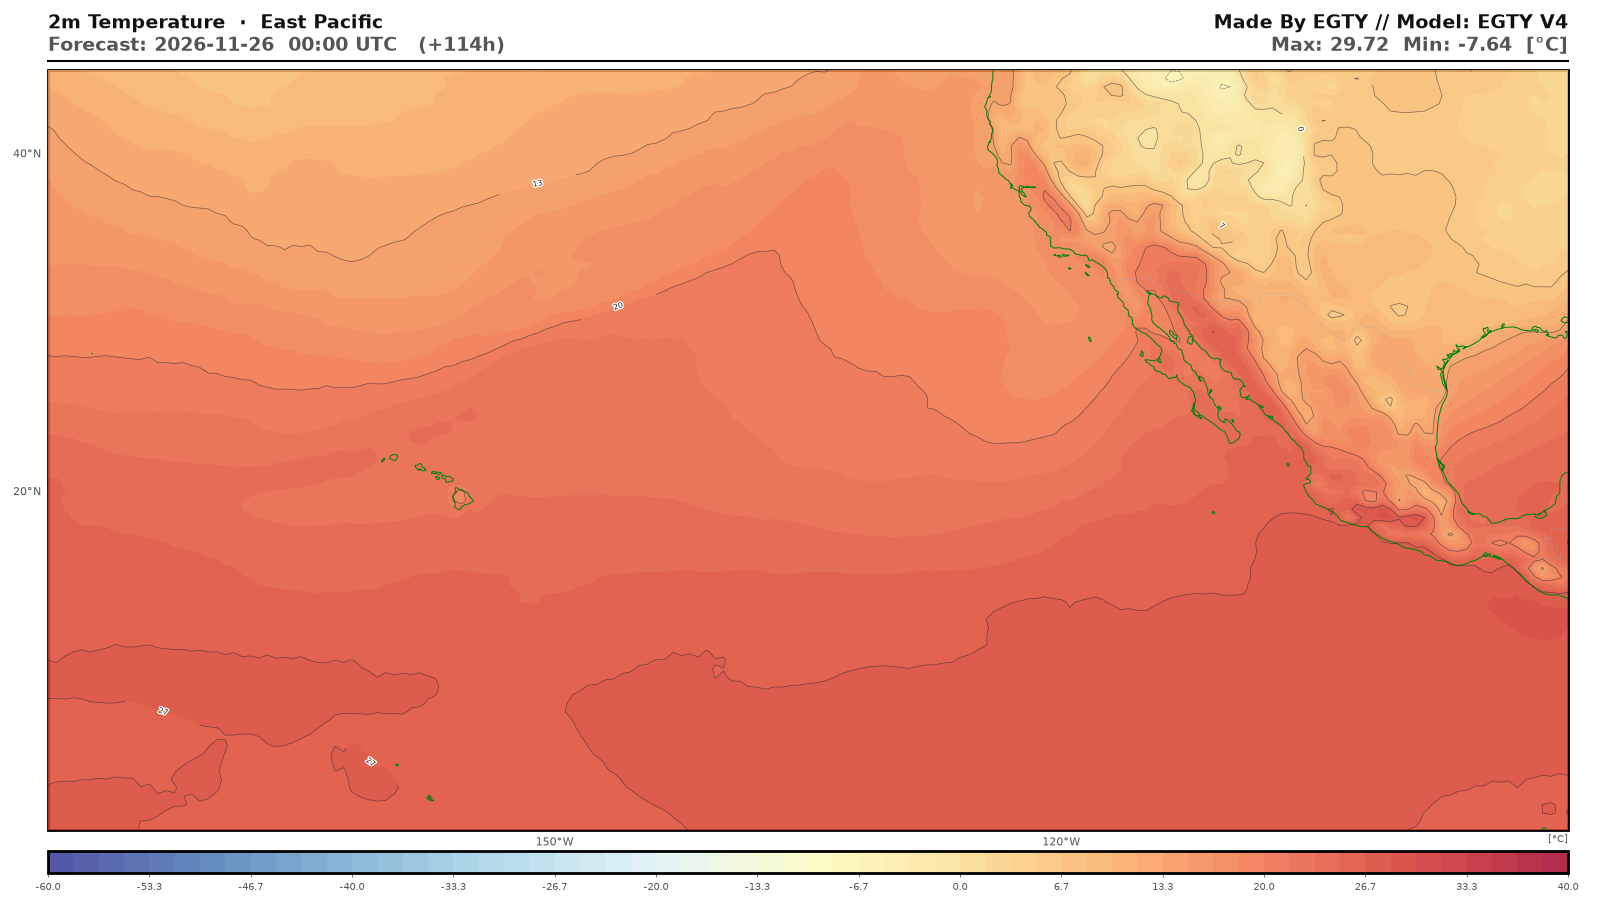 2m Temperature · East Pacific
Made By EGTY // Model: EGTY V4
Forecast: 2026-11-26 00:00 UTC (+114h)
Max: 29.72 Min: -7.64 [°C]
0
40°N
13
7
20
20°N
27
27
150°W
120°W
[°C]
-60.0 -53.3 -46.7 -40.0 -33.3 -26.7 -20.0 -13.3 -6.7 0.0 6.7 13.3 20.0 26.7 33.3 40.0